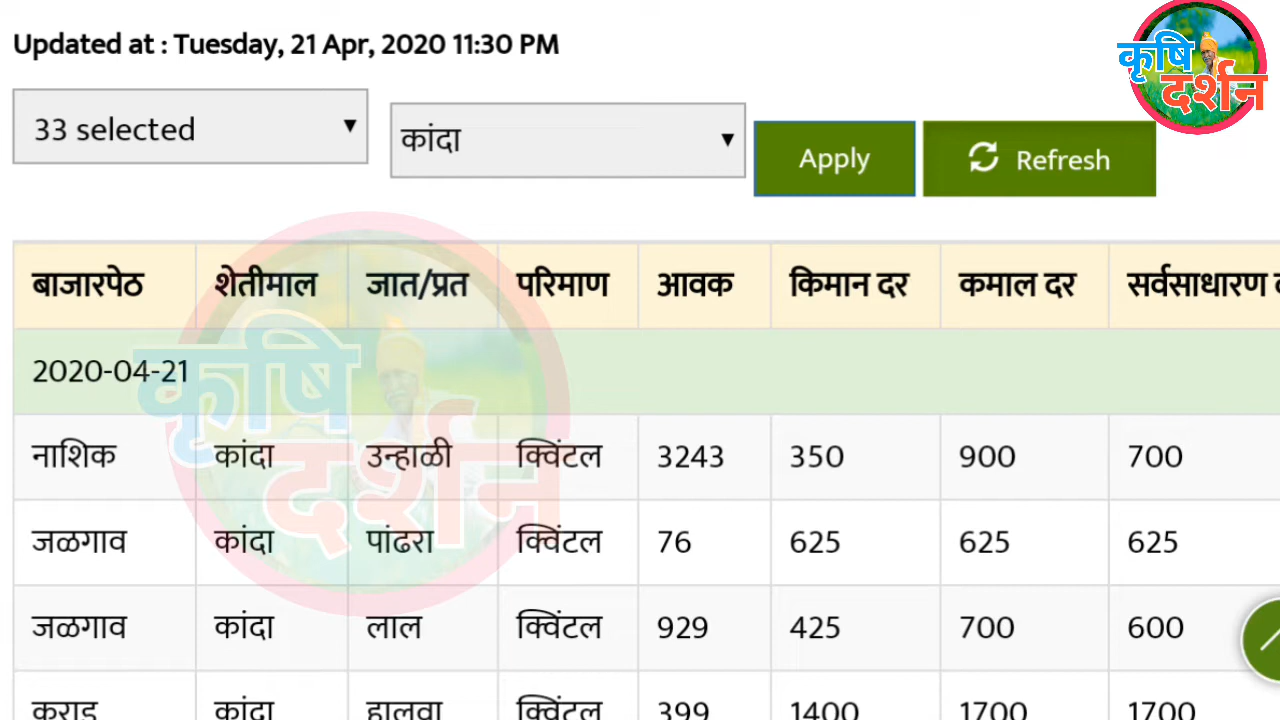 Updated at : Tuesday, 21 Apr, 2020 11:30 PM
कृषि
दर्शन
33 selected ▼ कांदा ▼ Apply Refresh
बाजारपेठ शेतीमाल जात/प्रत परिमाण आवक किमान दर कमाल दर सर्वसाधारण
2020-04-21
कृषि
दर्शन
नाशिक कांदा उन्हाळी क्विंटल 3243 350 900 700
जळगाव कांदा पांढरा क्विंटल 76 625 625 625
जळगाव कांदा लाल क्विंटल 929 425 700 600
कराड कांदा हालवा क्विंटल 399 1400 1700 1700